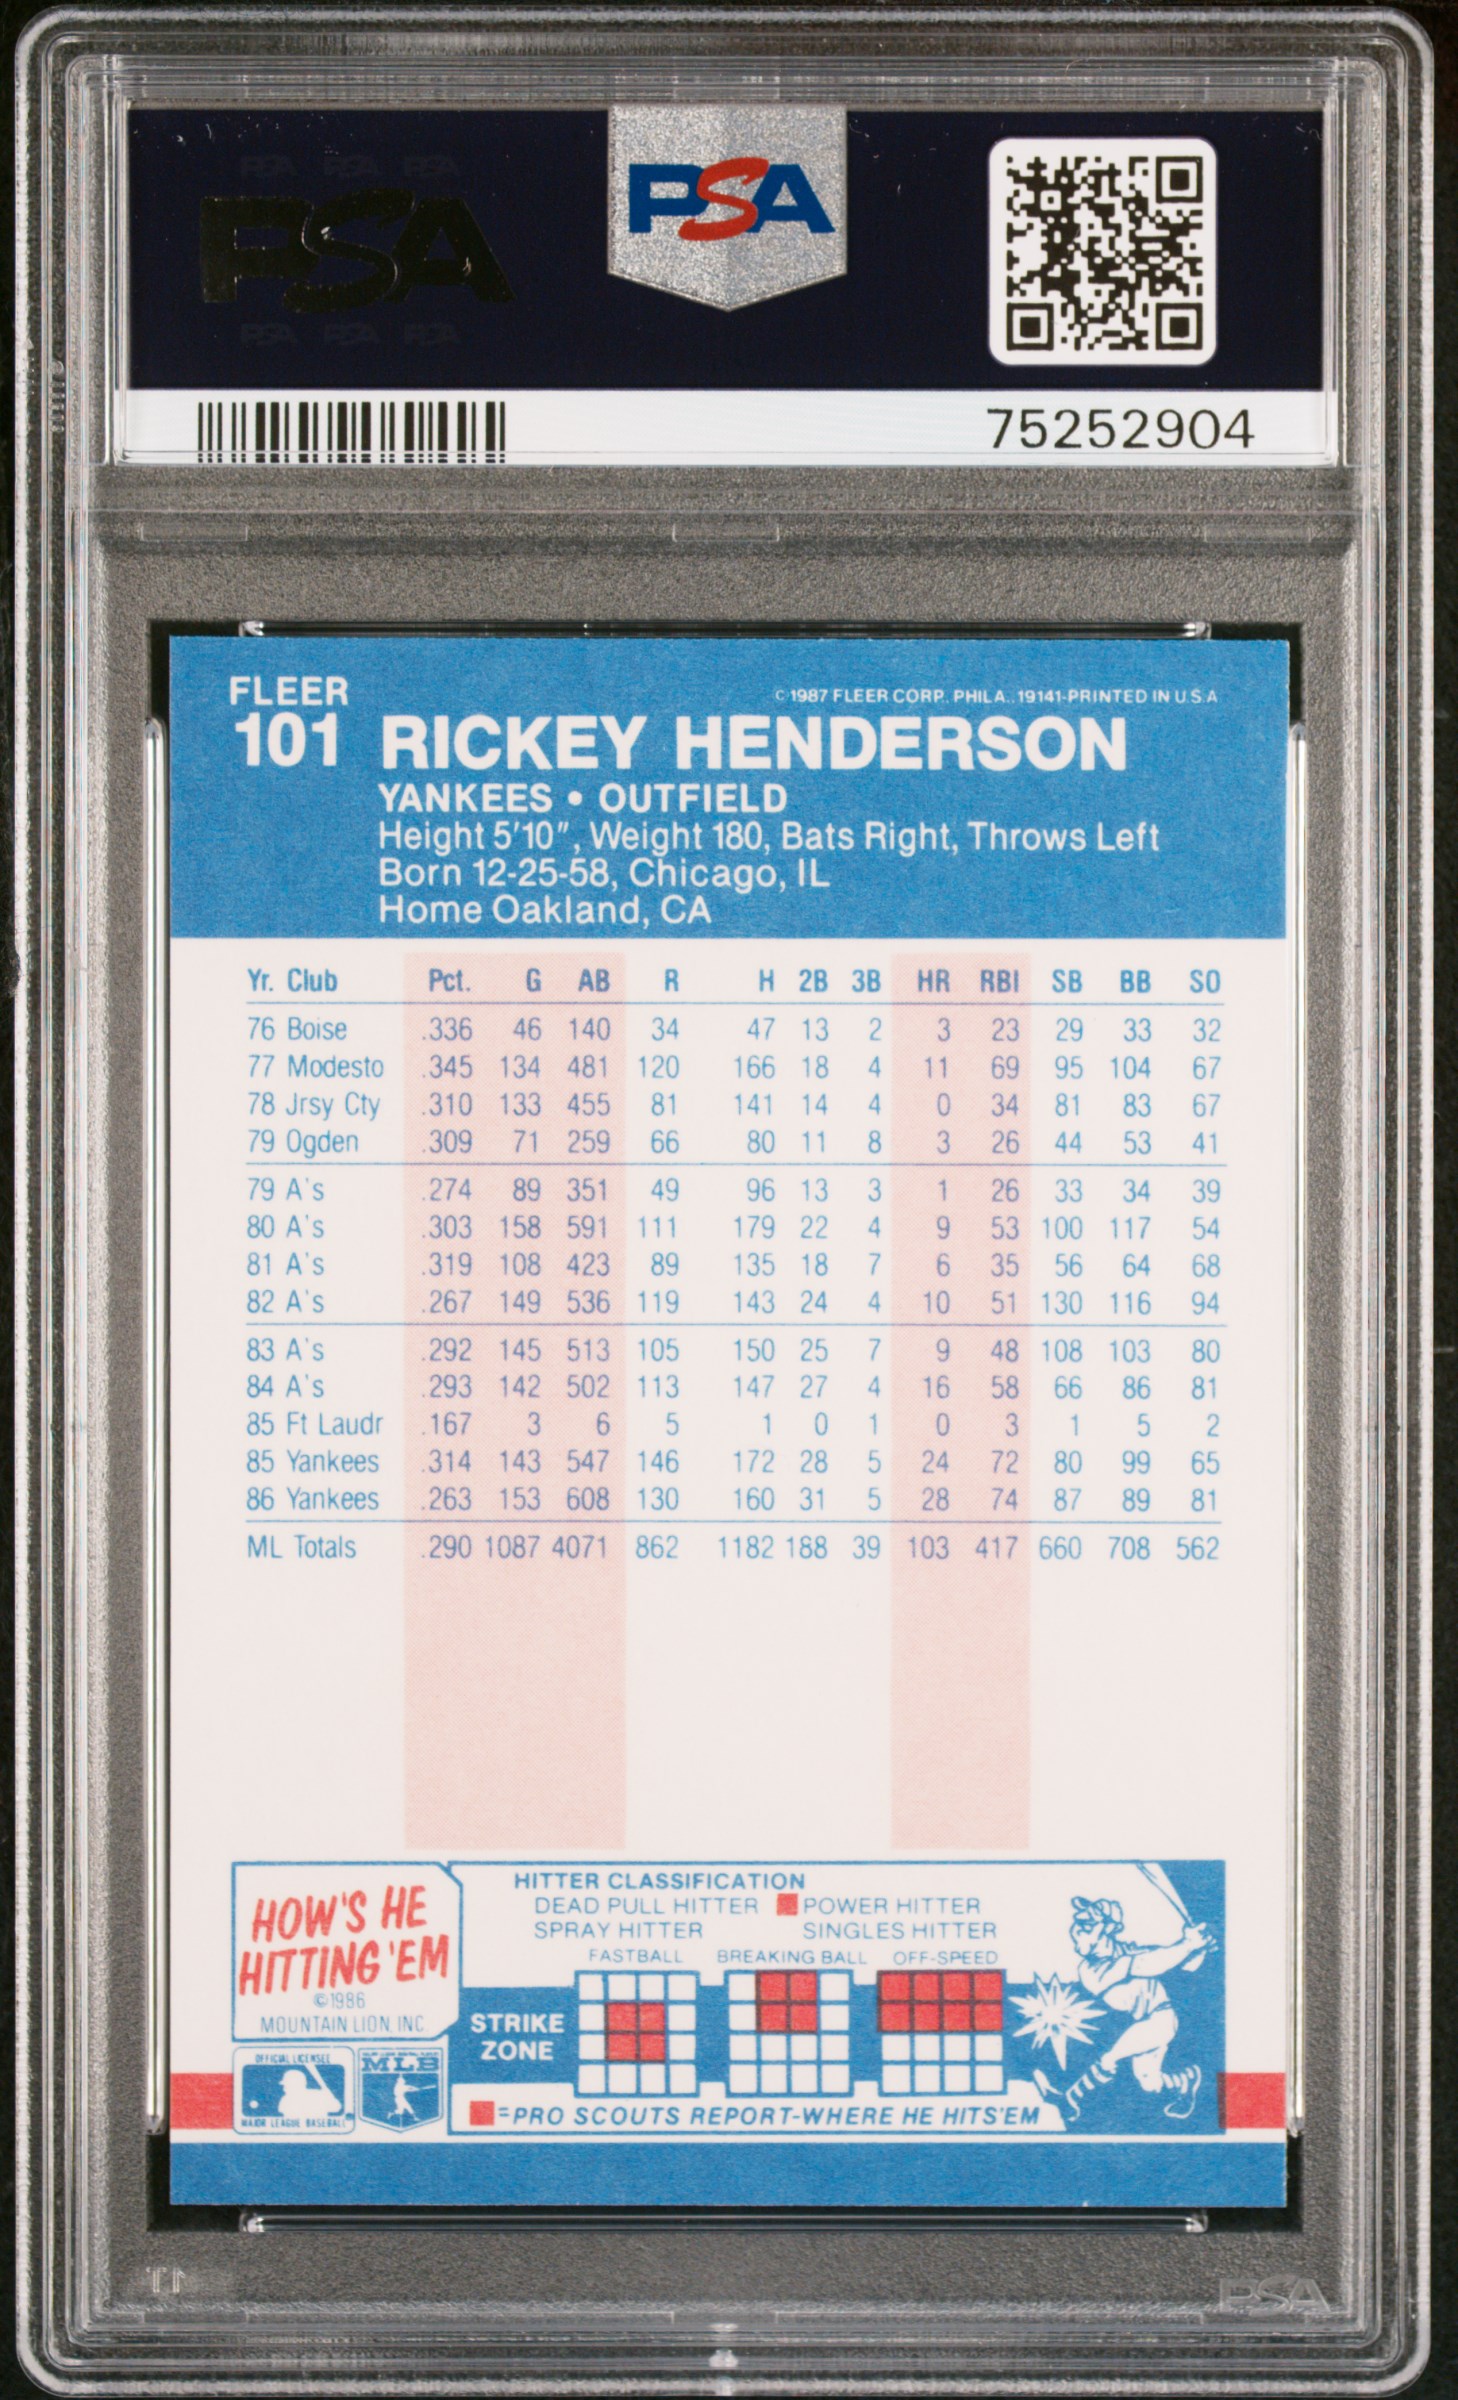 PSA PSA PSA
PSA
PSA PSA PSA
PSA
75252904
FLEER
©1987 FLEER CORP. PHILA. 19141-PRINTED IN U.S.A
101 RICKEY HENDERSON
YANKEES • OUTFIELD
Height 5'10", Weight 180, Bats Right, Throws Left
Born 12-25-58, Chicago, IL
Home Oakland, CA
Yr. Club Pct. G AB R H 2B 3B HR RBI SB BB SO
76 Boise .336 46 140 34 47 13 2 3 23 29 33 32
77 Modesto .345 134 481 120 166 18 4 11 69 95 104 67
78 Jrsy Cty .310 133 455 81 141 14 4 0 34 81 83 67
79 Ogden .309 71 259 66 80 11 8 3 26 44 53 41
79 A's .274 89 351 49 96 13 3 1 26 33 34 39
80 A's .303 158 591 111 179 22 4 9 53 100 117 54
81 A's .319 108 423 89 135 18 7 6 35 56 64 68
82 A's .267 149 536 119 143 24 4 10 51 130 116 94
83 A's .292 145 513 105 150 25 7 9 48 108 103 80
84 A's .293 142 502 113 147 27 4 16 58 66 86 81
85 Ft Laudr .167 3 6 5 1 0 1 0 3 1 5 2
85 Yankees .314 143 547 146 172 28 5 24 72 80 99 65
86 Yankees .263 153 608 130 160 31 5 28 74 87 89 81
ML Totals .290 1087 4071 862 1182 188 39 103 417 660 708 562
HOW'S HE
HITTING 'EM
©1986
MOUNTAIN LION, INC.
HITTER CLASSIFICATION
DEAD PULL HITTER POWER HITTER
SPRAY HITTER SINGLES HITTER
FASTBALL BREAKING BALL OFF-SPEED
STRIKE
ZONE
=PRO SCOUTS REPORT-WHERE HE HITS'EM
OFFICIAL LICENSEE
MAJOR LEAGUE BASEBALL
MLB
PSA